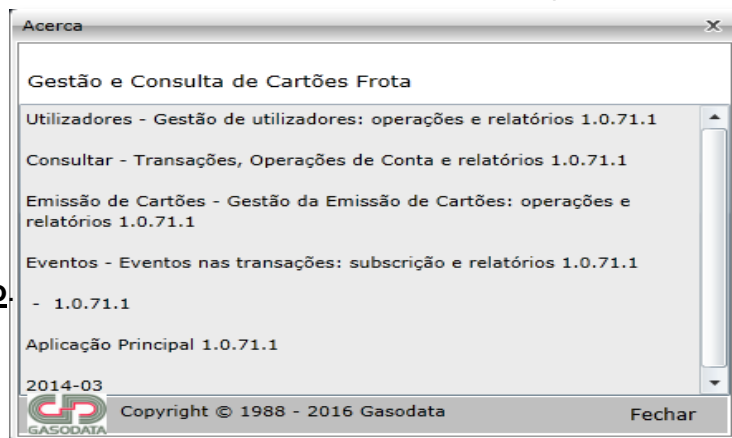 Acerca
Gestão e Consulta de Cartões Frota
Utilizadores - Gestão de utilizadores: operações e relatórios 1.0.71.1
Consultar - Transações, Operações de Conta e relatórios 1.0.71.1
Emissão de Cartões - Gestão da Emissão de Cartões: operações e
relatórios 1.0.71.1
Eventos - Eventos nas transações: subscrição e relatórios 1.0.71.1
- 1.0.71.1
Aplicação Principal 1.0.71.1
2014-03
GASODATA
Copyright © 1988 - 2016 Gasodata
Fechar